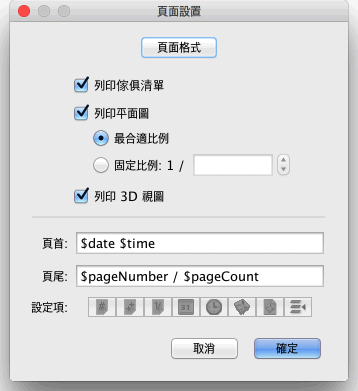 頁面設置
頁面格式
列印傢俱清單
列印平面圖
最合適比例
固定比例: 1 /
列印 3D 視圖
頁首: $date $time
頁尾: $pageNumber / $pageCount
設定項:
取消 確定